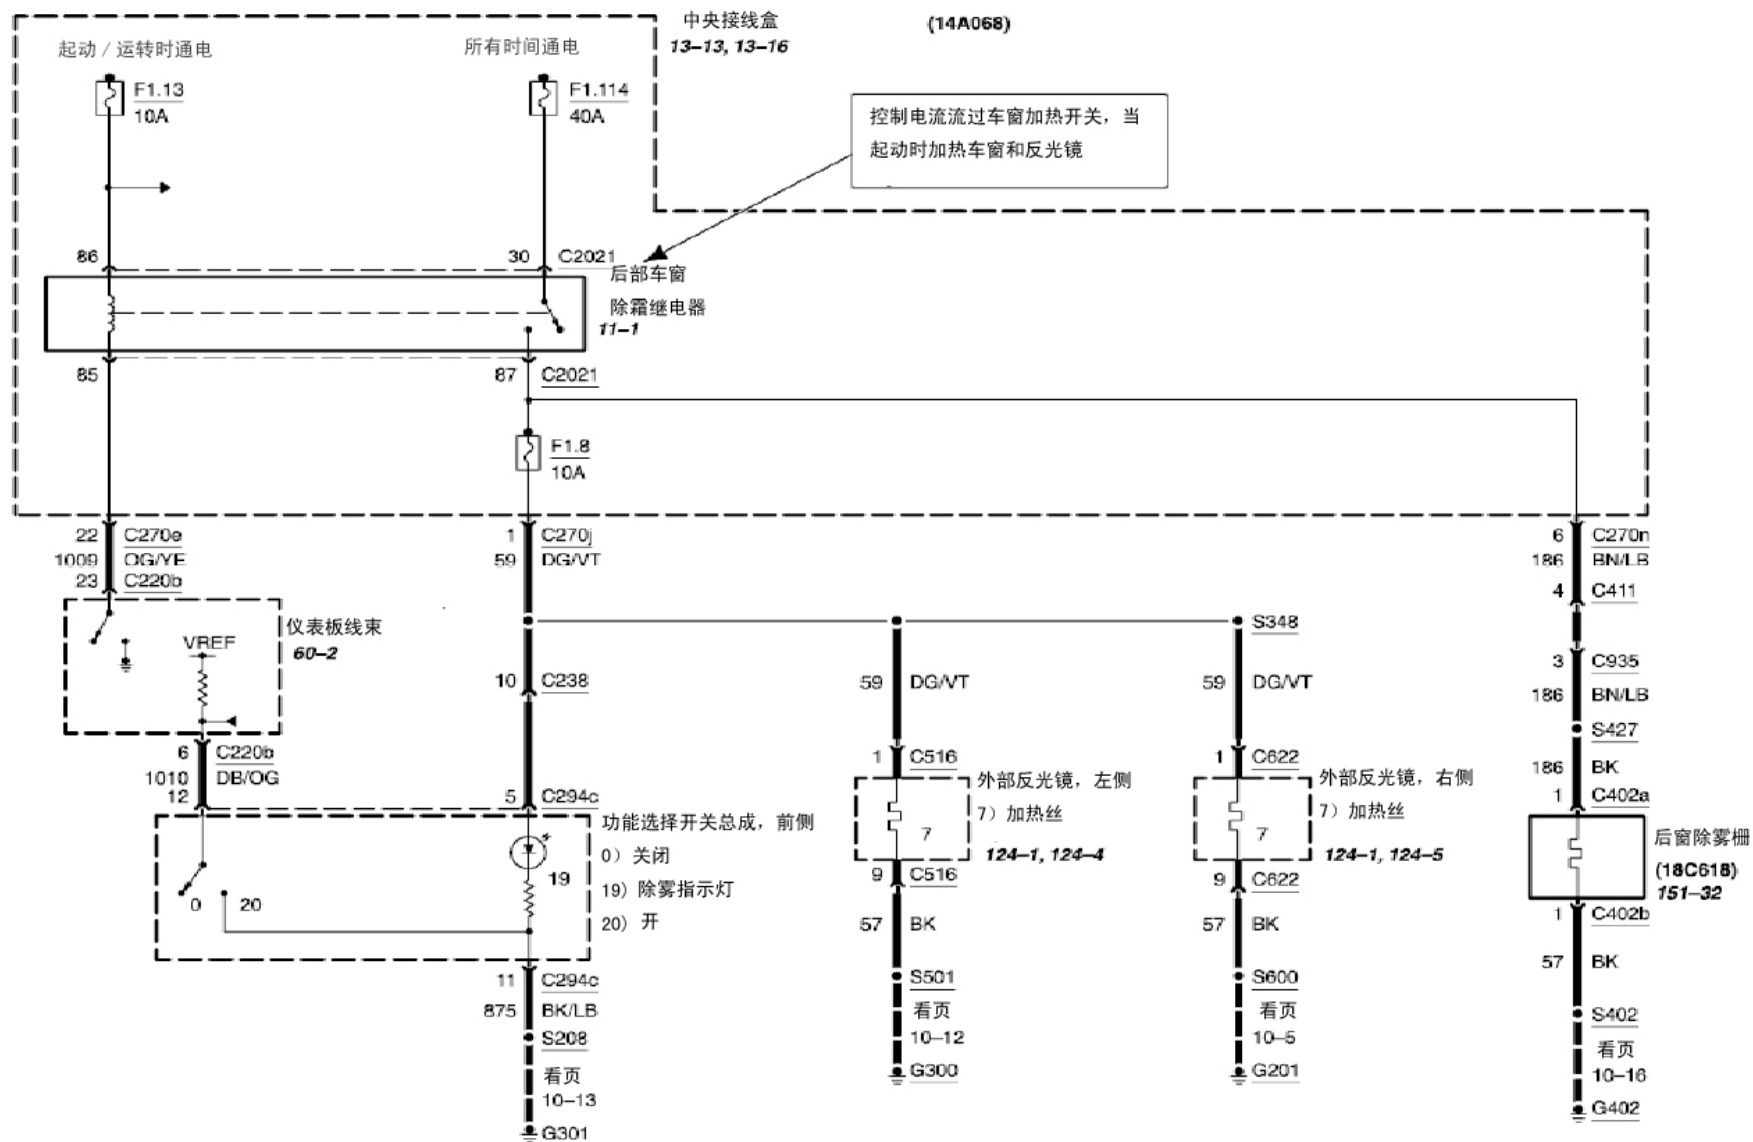 中央接线盒
13–13, 13–16
(14A068)
起动 / 运转时通电
所有时间通电
F1.13
10A
F1.114
40A
控制电流流过车窗加热开关，当
起动时加热车窗和反光镜
86
30 C2021
后部车窗
除霜继电器
11–1
85
87 C2021
F1.8
10A
22 C270e
1009 OG/YE
23 C220b
1 C270j
59 DG/VT
6 C270n
186 BN/LB
4 C411
仪表板线束
60–2
VREF
S348
10 C238
59 DG/VT
59 DG/VT
3 C935
186 BN/LB
S427
6 C220b
1010 DB/OG
12
5 C294c
1 C516
1 C622
186 BK
1 C402a
功能选择开关总成，前侧
0）关闭
19）除雾指示灯
20）开
19
0
20
外部反光镜，左侧
7）加热丝
7
124–1, 124–4
外部反光镜，右侧
7）加热丝
7
124–1, 124–5
后窗除雾栅
(18C618)
151–32
9 C516
9 C622
1 C402b
57 BK
57 BK
57 BK
11 C294c
875 BK/LB
S208
看页
10–13
G301
S501
看页
10–12
G300
S600
看页
10–5
G201
S402
看页
10–16
G402